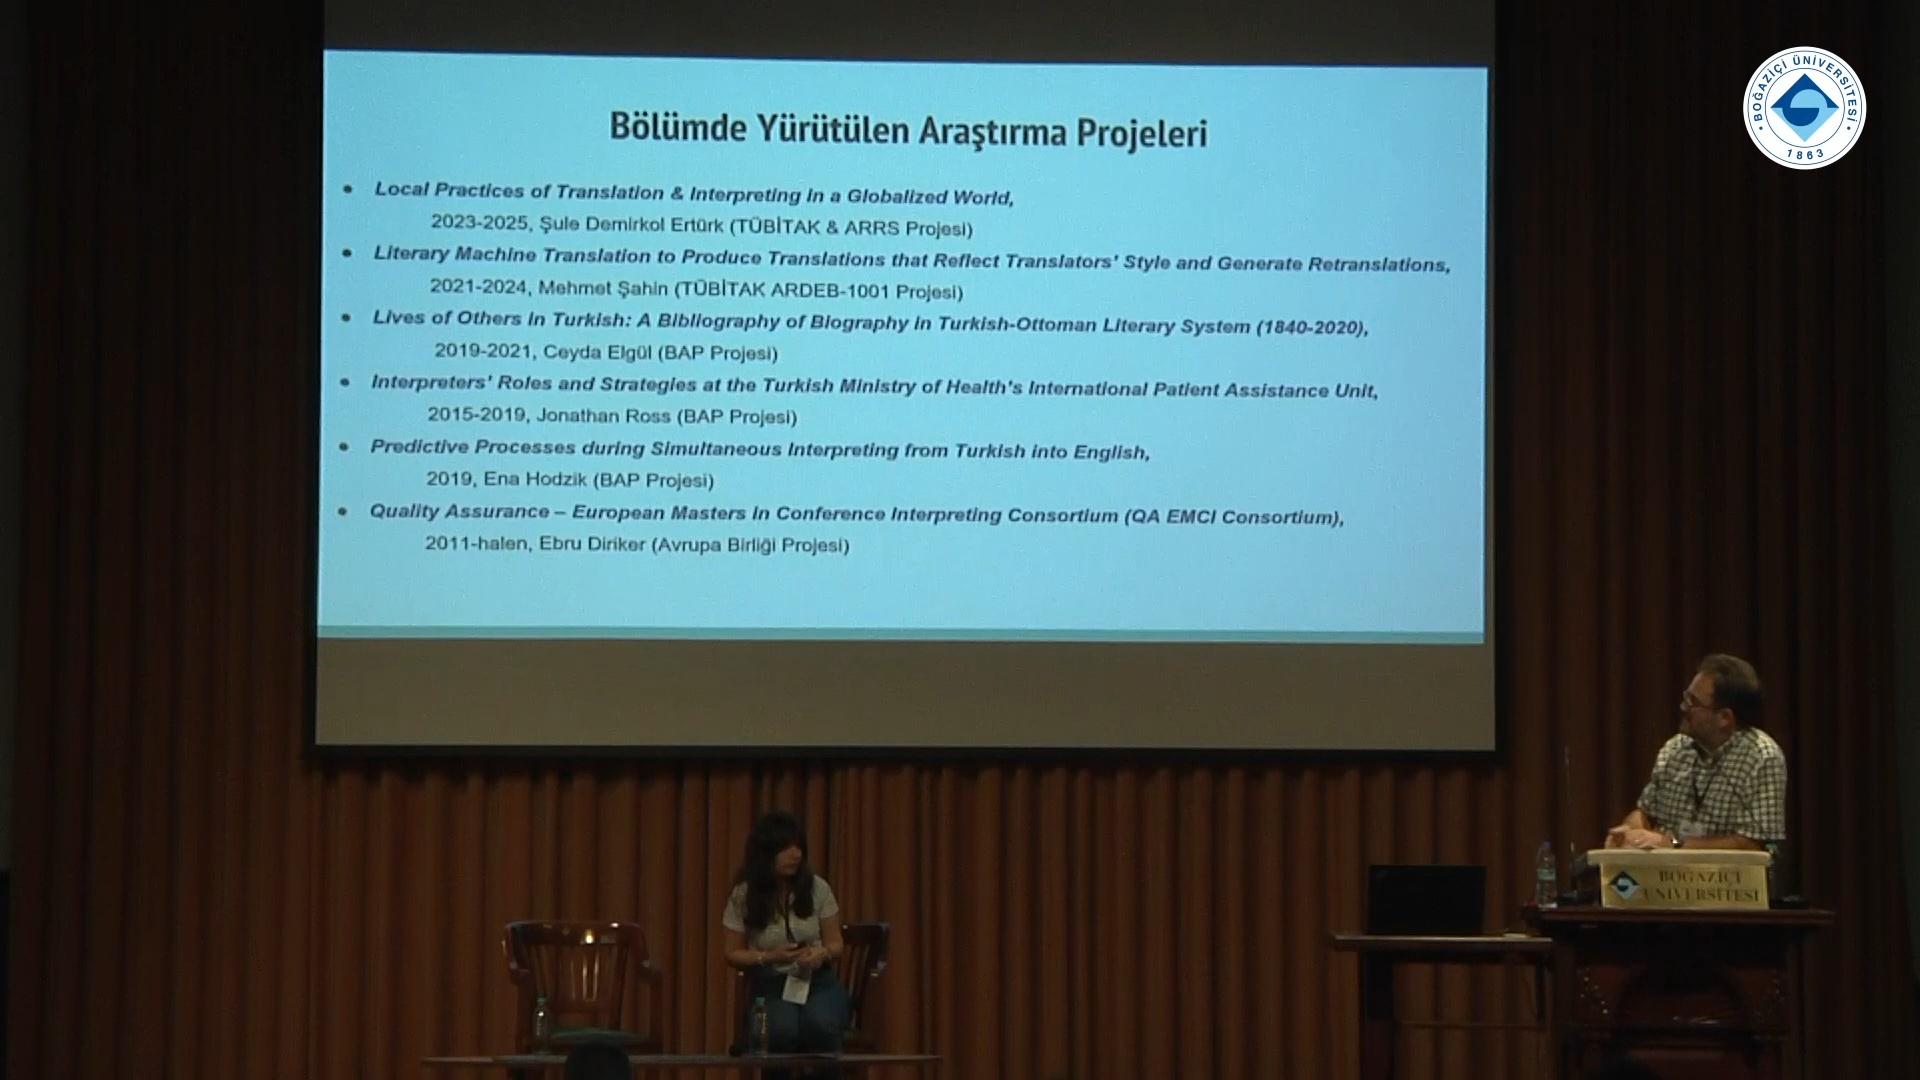 Bölümde Yürütülen Araştırma Projeleri
• Local Practices of Translation & Interpreting in a Globalized World,
2023-2025, Şule Demirkol Ertürk (TÜBİTAK & ARRS Projesi)
• Literary Machine Translation to Produce Translations that Reflect Translators' Style and Generate Retranslations,
2021-2024, Mehmet Şahin (TÜBİTAK ARDEB-1001 Projesi)
• Lives of Others in Turkish: A Bibliography of Biography in Turkish-Ottoman Literary System (1840-2020),
2019-2021, Ceyda Elgül (BAP Projesi)
• Interpreters' Roles and Strategies at the Turkish Ministry of Health's International Patient Assistance Unit,
2015-2019, Jonathan Ross (BAP Projesi)
• Predictive Processes during Simultaneous Interpreting from Turkish into English,
2019, Ena Hodzik (BAP Projesi)
• Quality Assurance – European Masters in Conference Interpreting Consortium (QA EMCI Consortium),
2011-halen, Ebru Diriker (Avrupa Birliği Projesi)
BOĞAZİÇİ ÜNİVERSİTESİ
1863
BOĞAZİÇİ
ÜNİVERSİTESİ